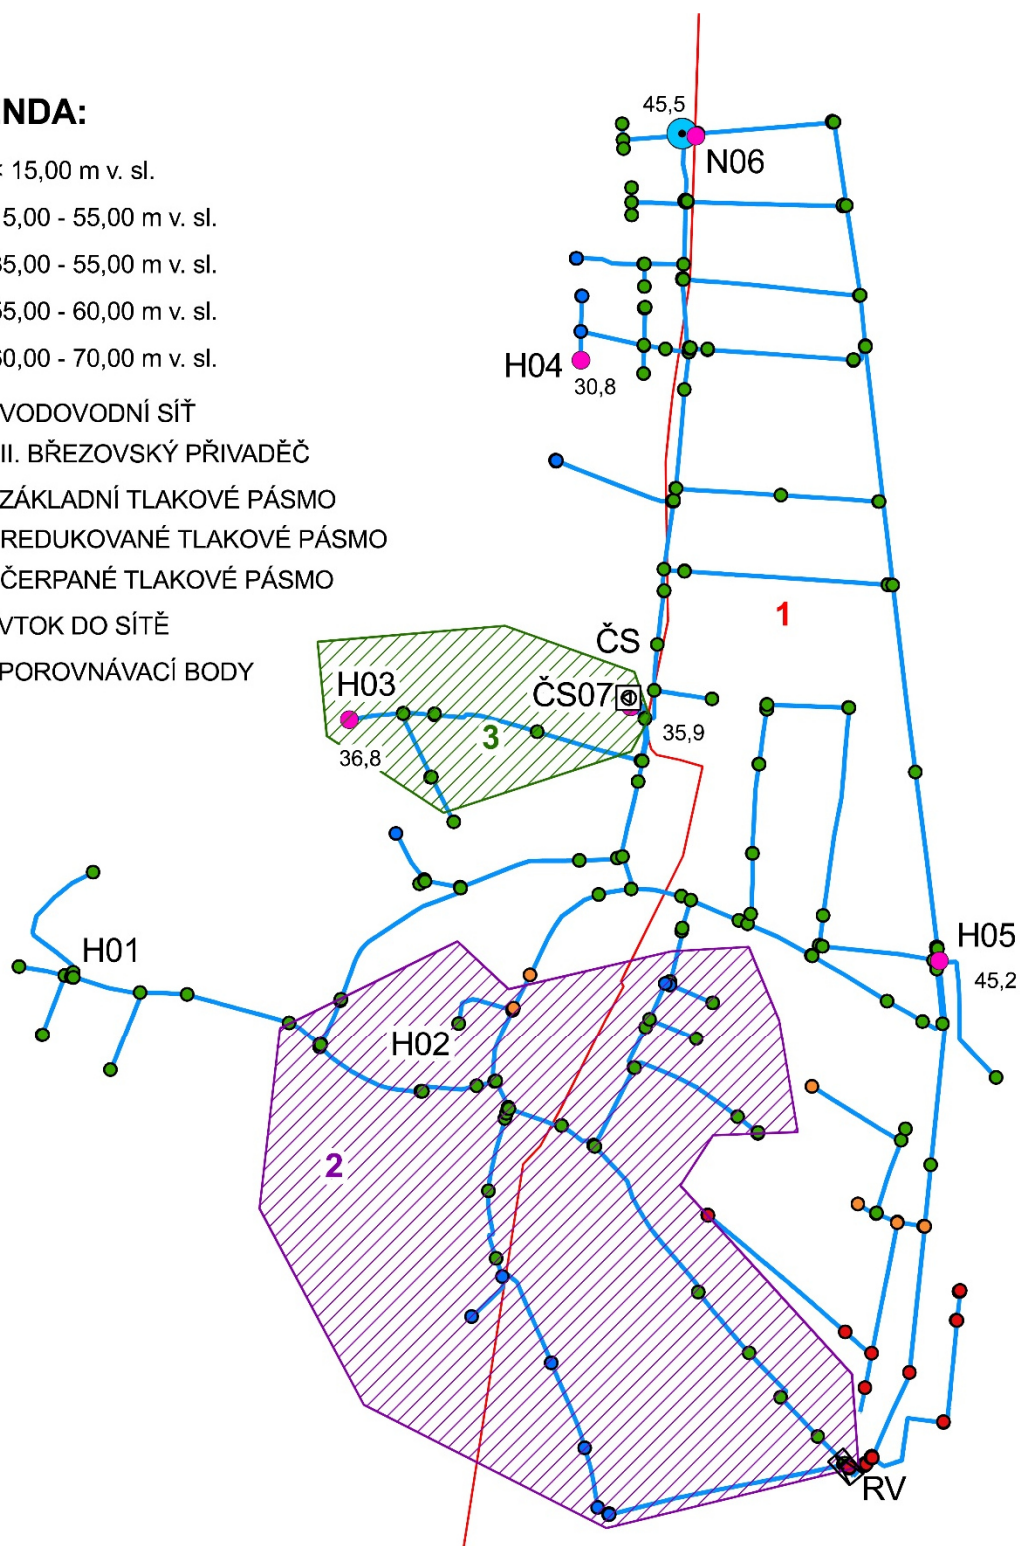 NDA:
< 15,00 m v. sl.
5,00 - 55,00 m v. sl.
35,00 - 55,00 m v. sl.
55,00 - 60,00 m v. sl.
60,00 - 70,00 m v. sl.
VODOVODNÍ SÍŤ
II. BŘEZOVSKÝ PŘIVADĚČ
ZÁKLADNÍ TLAKOVÉ PÁSMO
REDUKOVANÉ TLAKOVÉ PÁSMO
ČERPANÉ TLAKOVÉ PÁSMO
VTOK DO SÍTĚ
POROVNÁVACÍ BODY
45,5
N06
H04
30,8
1
ČS
H03
ČS07
35,9
3
36,8
H01
H05
45,2
H02
2
RV